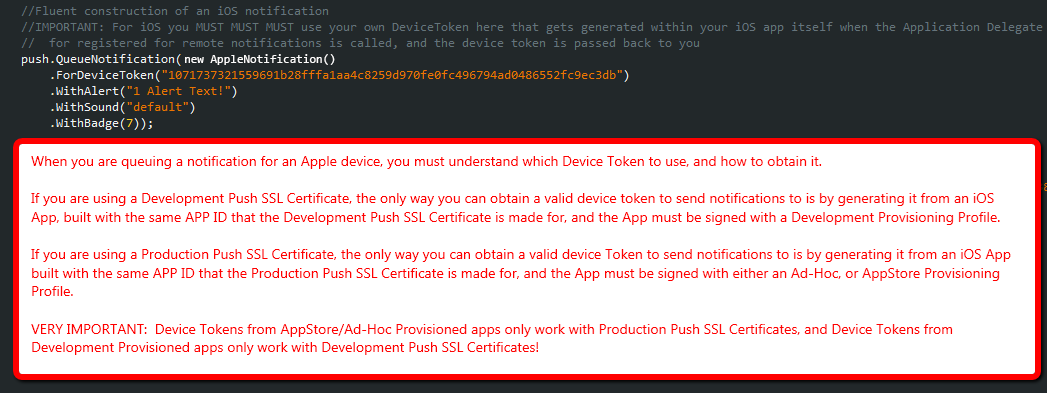 //Fluent construction of an iOS notification
//IMPORTANT: For iOS you MUST MUST MUST use your own DeviceToken here that gets generated within your iOS app itself when the Application Delegate
//  for registered for remote notifications is called, and the device token is passed back to you
push.QueueNotification(new AppleNotification()
    .ForDeviceToken("1071737321559691b28fffa1aa4c8259d970fe0fc496794ad0486552fc9ec3db")
    .WithAlert("1 Alert Text!")
    .WithSound("default")
    .WithBadge(7));
When you are queuing a notification for an Apple device, you must understand which Device Token to use, and how to obtain it.
If you are using a Development Push SSL Certificate, the only way you can obtain a valid device token to send notifications to is by generating it from an iOS
App, built with the same APP ID that the Development Push SSL Certificate is made for, and the App must be signed with a Development Provisioning Profile.
If you are using a Production Push SSL Certificate, the only way you can obtain a valid device Token to send notifications to is by generating it from an iOS App
built with the same APP ID that the Production Push SSL Certificate is made for, and the App must be signed with either an Ad-Hoc, or AppStore Provisioning
Profile.
VERY IMPORTANT:  Device Tokens from AppStore/Ad-Hoc Provisioned apps only work with Production Push SSL Certificates, and Device Tokens from
Development Provisioned apps only work with Development Push SSL Certificates!